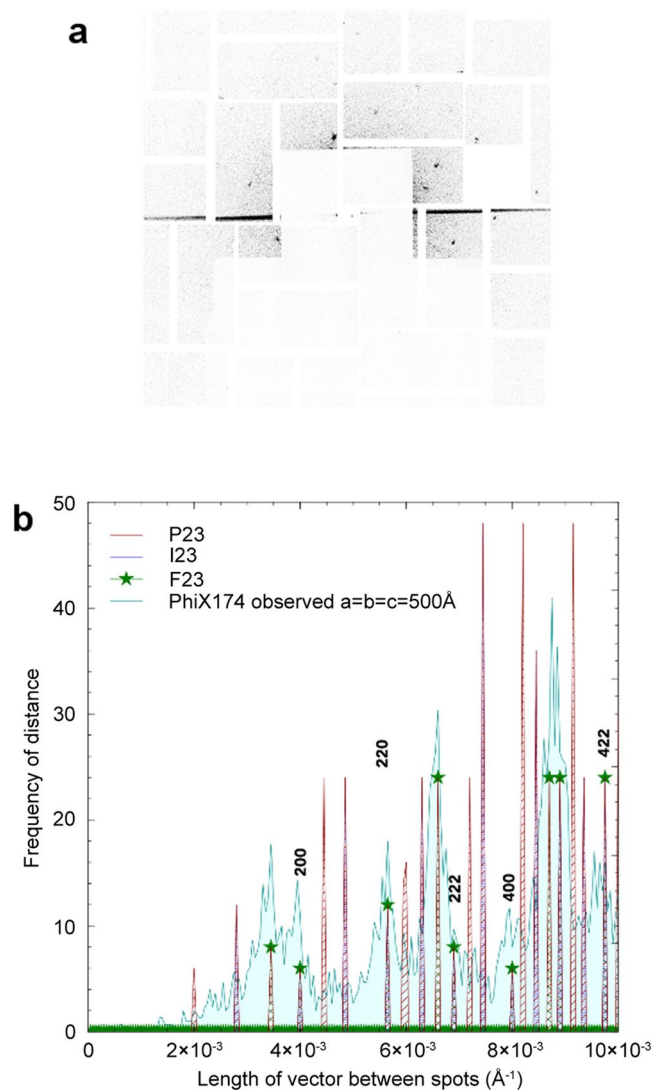 a
b
50
40
30
20
10
0
P23
I23
F23
PhiX174 observed a=b=c=500Å
220
200
222
400
422
Frequency of distance
0
2×10⁻³
4×10⁻³
6×10⁻³
8×10⁻³
10×10⁻³
Length of vector between spots (Å⁻¹)